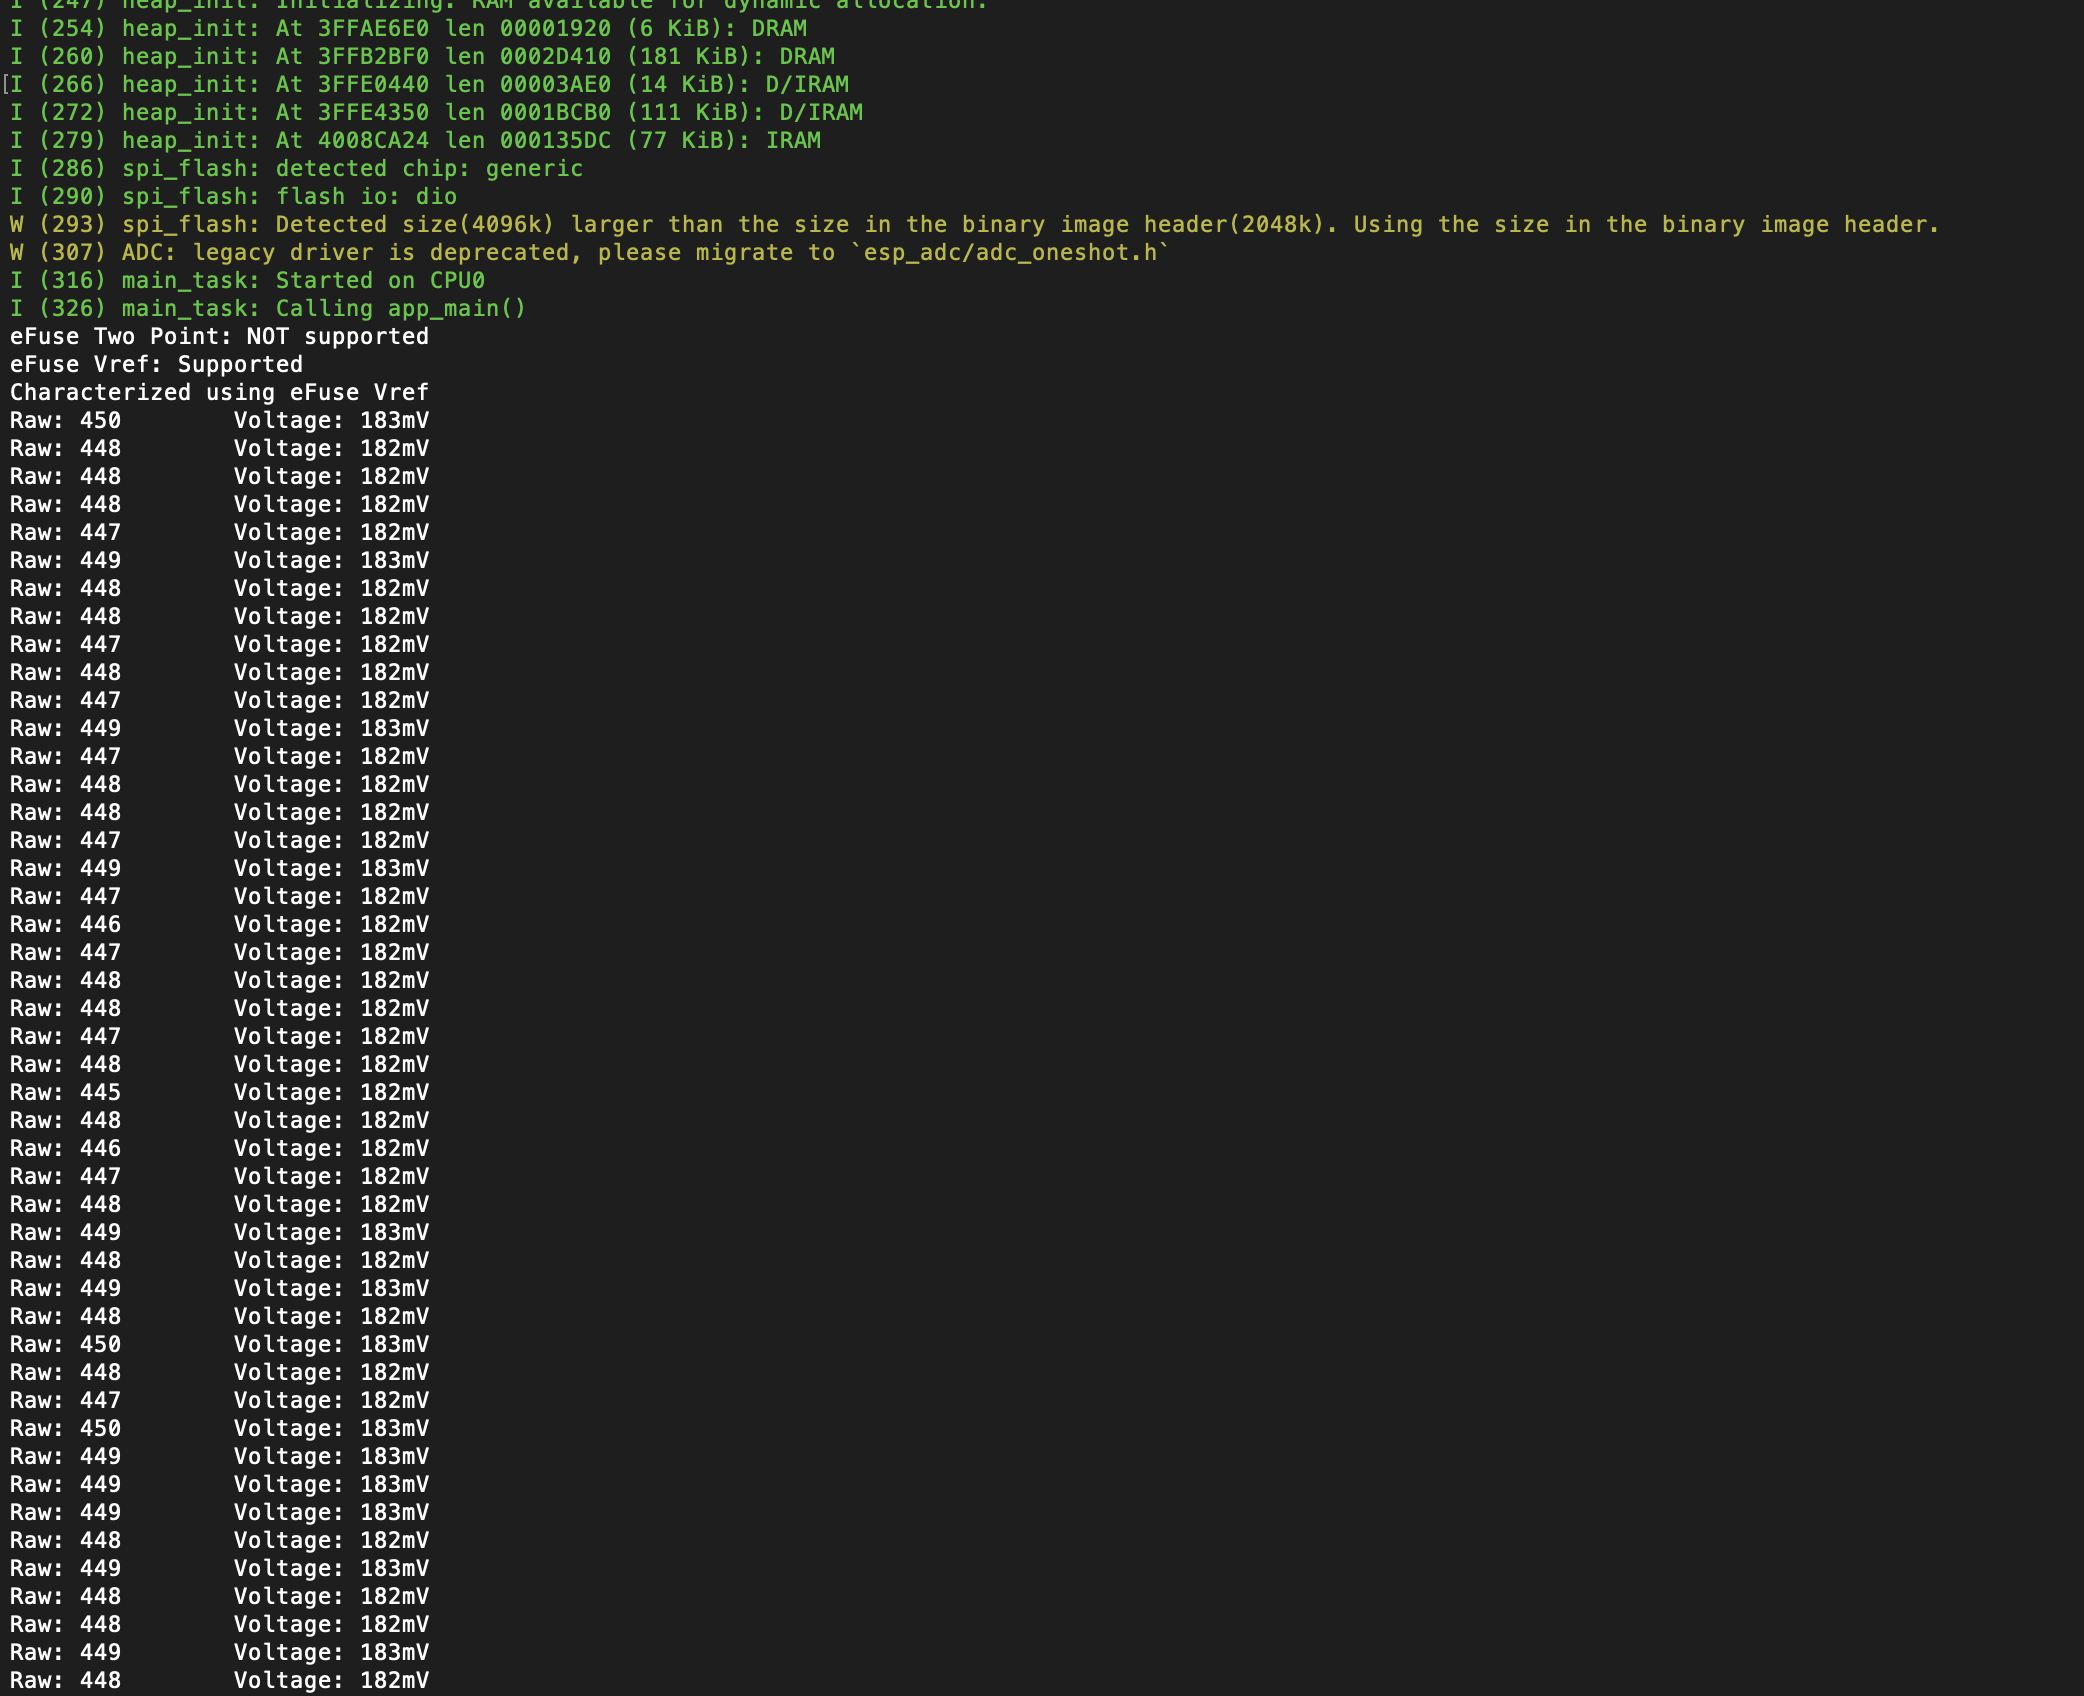 I (247) heap_init: Initializing. RAM available for dynamic allocation:
I (254) heap_init: At 3FFAE6E0 len 00001920 (6 KiB): DRAM
I (260) heap_init: At 3FFB2BF0 len 0002D410 (181 KiB): DRAM
[I (266) heap_init: At 3FFE0440 len 00003AE0 (14 KiB): D/IRAM
I (272) heap_init: At 3FFE4350 len 0001BCB0 (111 KiB): D/IRAM
I (279) heap_init: At 4008CA24 len 000135DC (77 KiB): IRAM
I (286) spi_flash: detected chip: generic
I (290) spi_flash: flash io: dio
W (293) spi_flash: Detected size(4096k) larger than the size in the binary image header(2048k). Using the size in the binary image header.
W (307) ADC: legacy driver is deprecated, please migrate to `esp_adc/adc_oneshot.h`
I (316) main_task: Started on CPU0
I (326) main_task: Calling app_main()
eFuse Two Point: NOT supported
eFuse Vref: Supported
Characterized using eFuse Vref
Raw: 450 Voltage: 183mV
Raw: 448 Voltage: 182mV
Raw: 448 Voltage: 182mV
Raw: 448 Voltage: 182mV
Raw: 447 Voltage: 182mV
Raw: 449 Voltage: 183mV
Raw: 448 Voltage: 182mV
Raw: 448 Voltage: 182mV
Raw: 447 Voltage: 182mV
Raw: 448 Voltage: 182mV
Raw: 447 Voltage: 182mV
Raw: 449 Voltage: 183mV
Raw: 447 Voltage: 182mV
Raw: 448 Voltage: 182mV
Raw: 448 Voltage: 182mV
Raw: 447 Voltage: 182mV
Raw: 449 Voltage: 183mV
Raw: 447 Voltage: 182mV
Raw: 446 Voltage: 182mV
Raw: 447 Voltage: 182mV
Raw: 448 Voltage: 182mV
Raw: 448 Voltage: 182mV
Raw: 447 Voltage: 182mV
Raw: 448 Voltage: 182mV
Raw: 445 Voltage: 182mV
Raw: 448 Voltage: 182mV
Raw: 446 Voltage: 182mV
Raw: 447 Voltage: 182mV
Raw: 448 Voltage: 182mV
Raw: 449 Voltage: 183mV
Raw: 448 Voltage: 182mV
Raw: 449 Voltage: 183mV
Raw: 448 Voltage: 182mV
Raw: 450 Voltage: 183mV
Raw: 448 Voltage: 182mV
Raw: 447 Voltage: 182mV
Raw: 450 Voltage: 183mV
Raw: 449 Voltage: 183mV
Raw: 449 Voltage: 183mV
Raw: 449 Voltage: 183mV
Raw: 448 Voltage: 182mV
Raw: 449 Voltage: 183mV
Raw: 448 Voltage: 182mV
Raw: 448 Voltage: 182mV
Raw: 449 Voltage: 183mV
Raw: 448 Voltage: 182mV